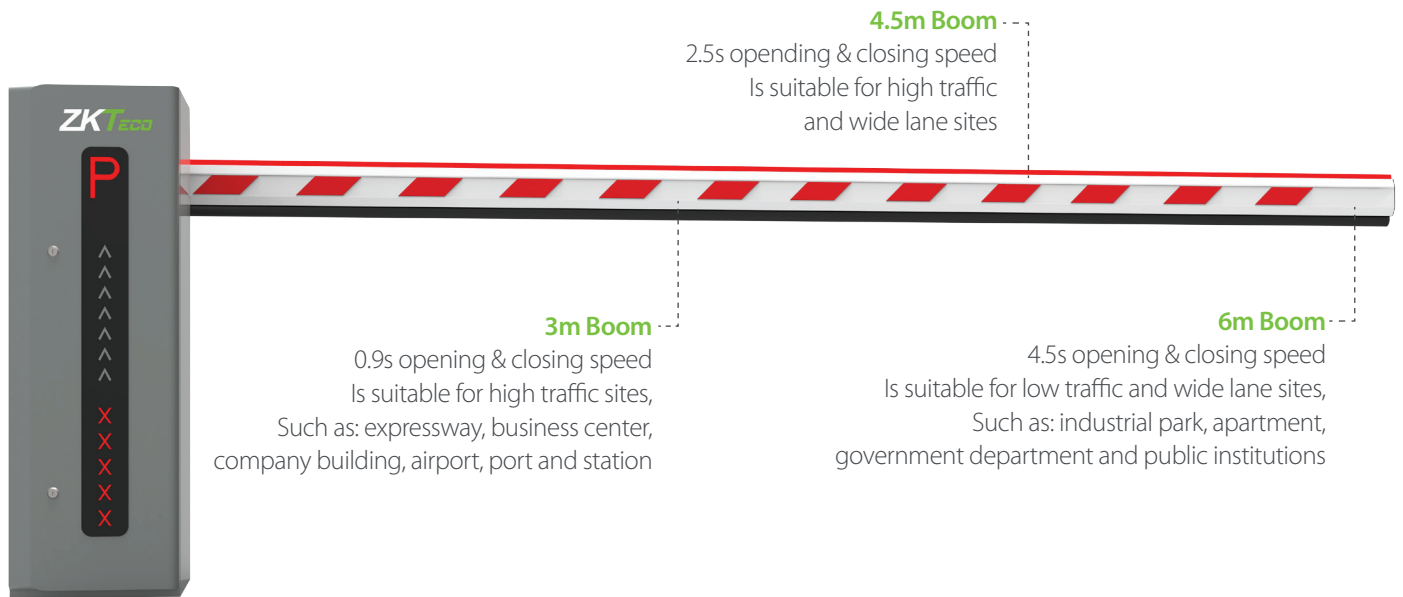 4.5m Boom
2.5s opending & closing speed
Is suitable for high traffic
and wide lane sites
ZKTeco
P
X
X
X
X
X
3m Boom
0.9s opening & closing speed
Is suitable for high traffic sites,
Such as: expressway, business center,
company building, airport, port and station
6m Boom
4.5s opening & closing speed
Is suitable for low traffic and wide lane sites,
Such as: industrial park, apartment,
government department and public institutions